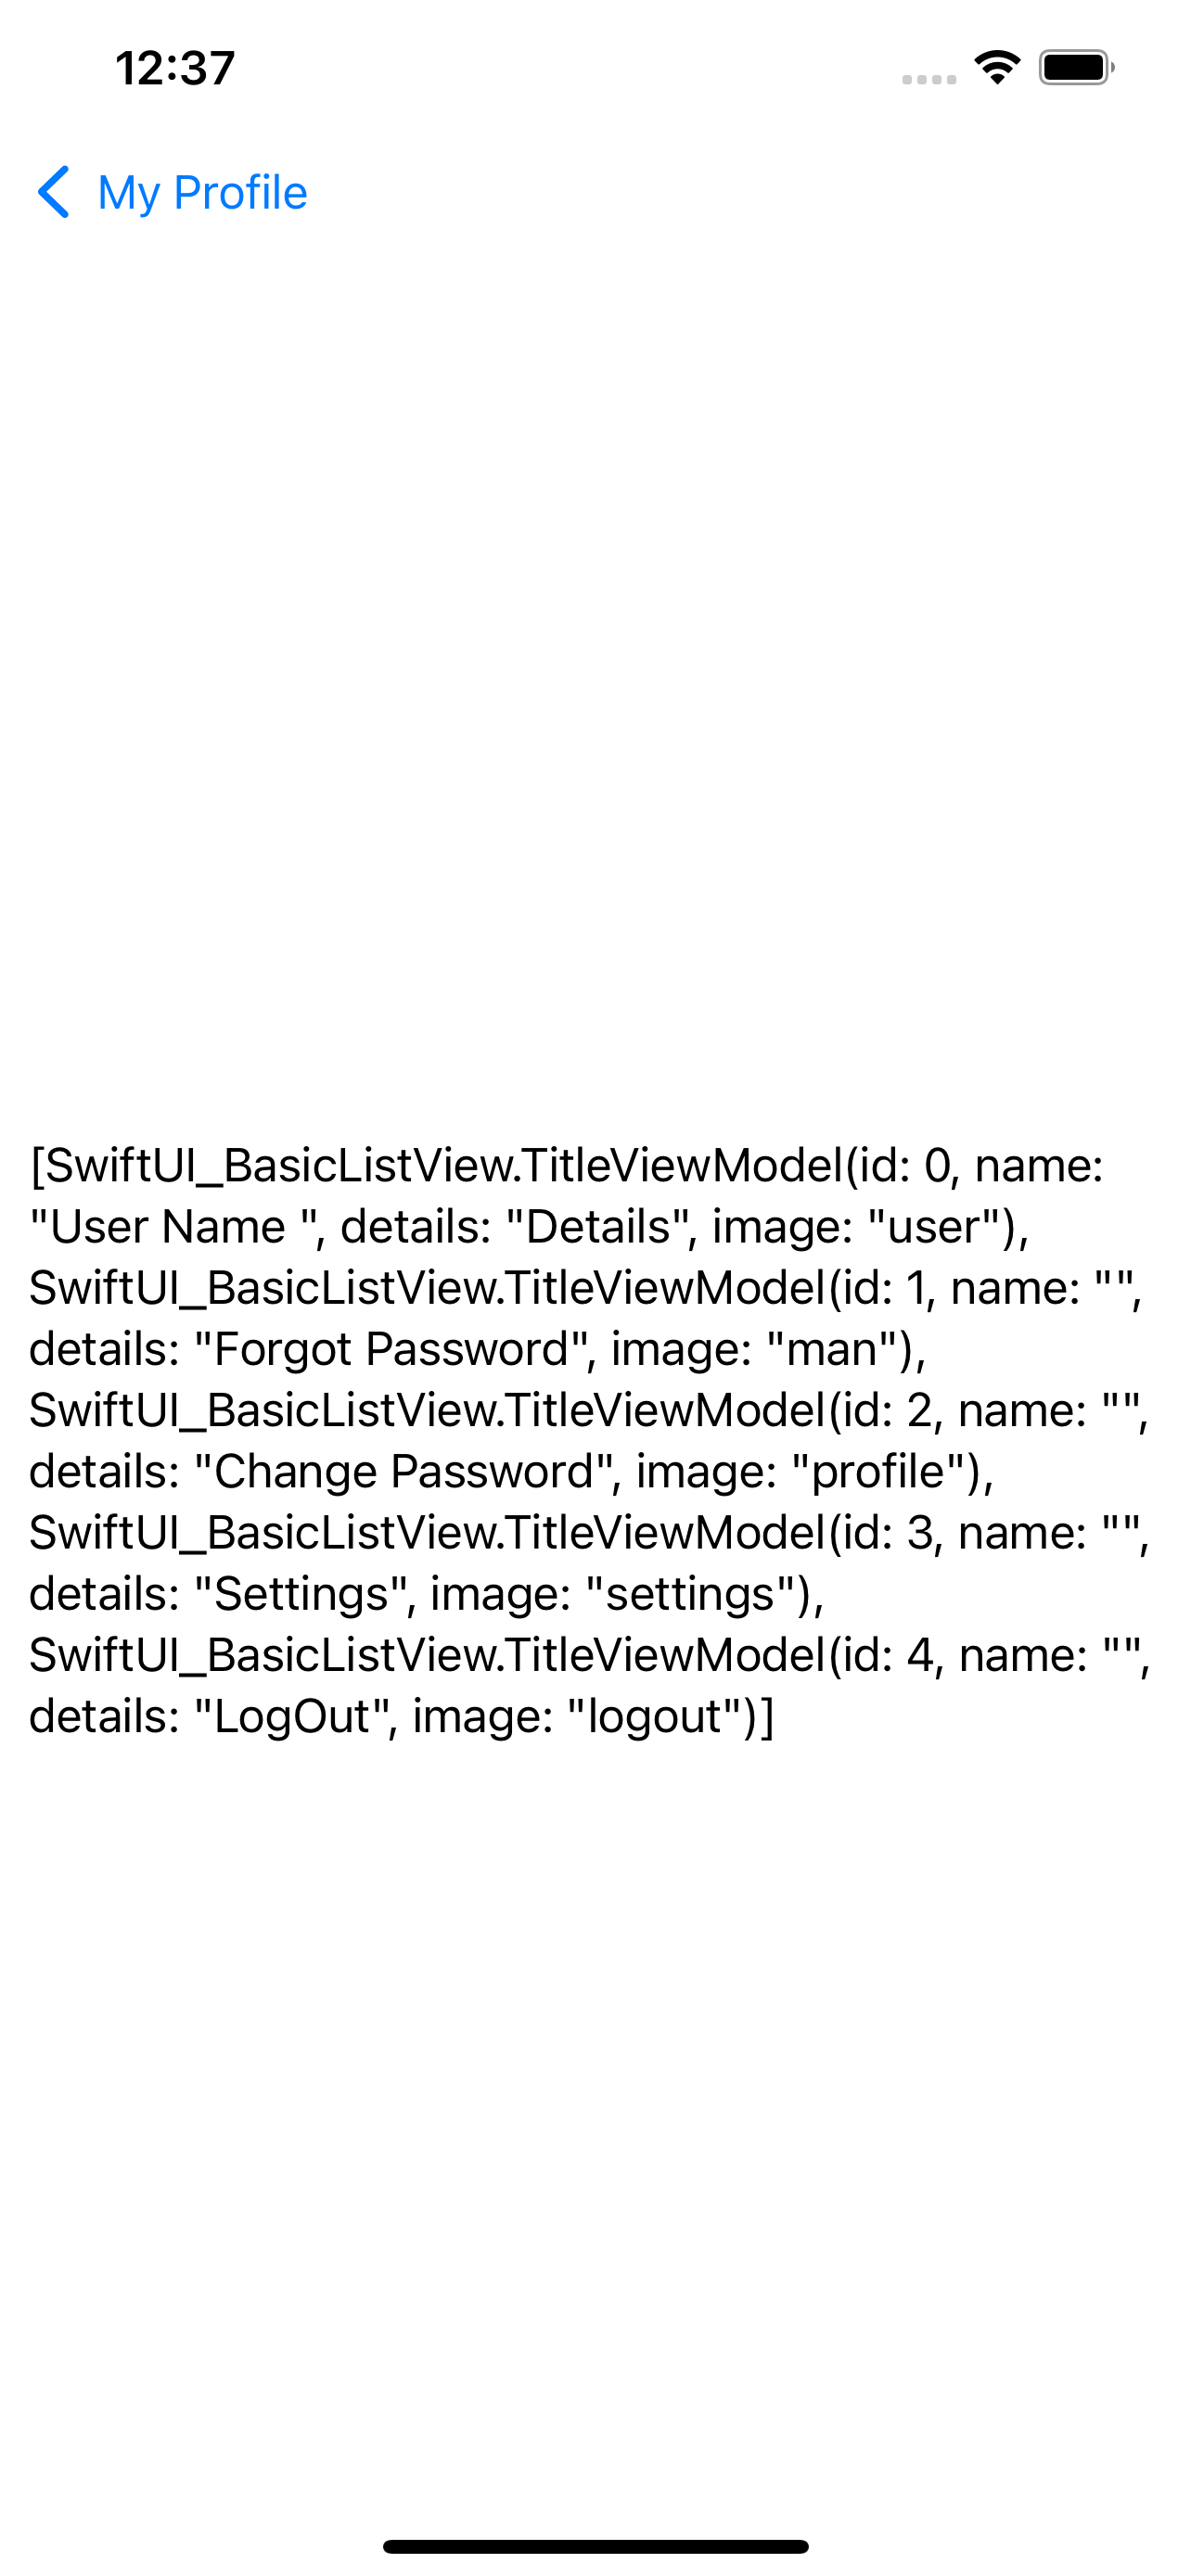 12:37
My Profile
[SwiftUI_BasicListView.TitleViewModel(id: 0, name:
"User Name ", details: "Details", image: "user"),
SwiftUI_BasicListView.TitleViewModel(id: 1, name: "",
details: "Forgot Password", image: "man"),
SwiftUI_BasicListView.TitleViewModel(id: 2, name: "",
details: "Change Password", image: "profile"),
SwiftUI_BasicListView.TitleViewModel(id: 3, name: "",
details: "Settings", image: "settings"),
SwiftUI_BasicListView.TitleViewModel(id: 4, name: "",
details: "LogOut", image: "logout")]